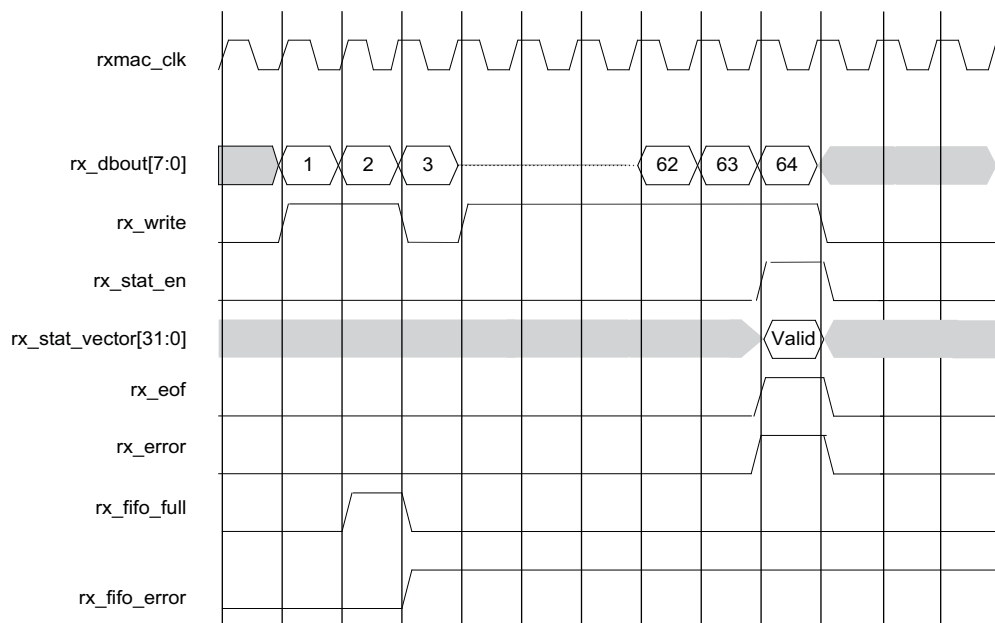 rxmac_clk
rx_dbout[7:0] 1 2 3 62 63 64
rx_write
rx_stat_en
rx_stat_vector[31:0] Valid
rx_eof
rx_error
rx_fifo_full
rx_fifo_error